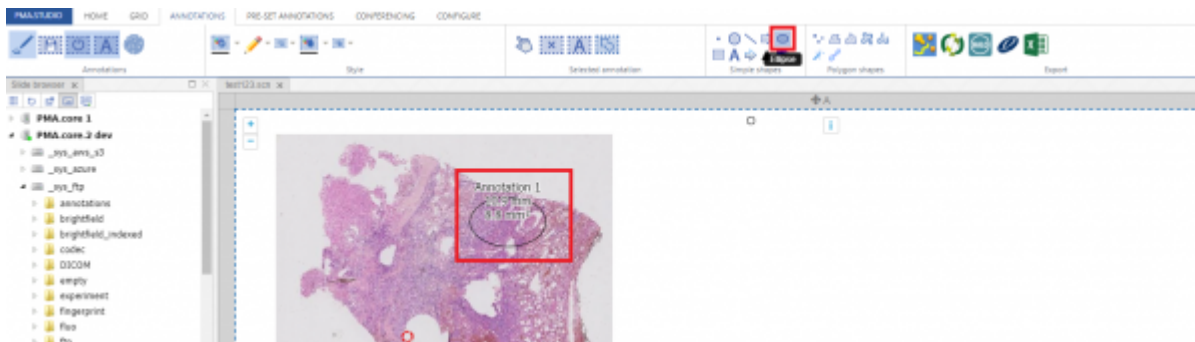 PMA.STUDIO HOME GRID ANNOTATIONS PRE-SET ANNOTATIONS CONFERENCING CONFIGURE
Annotations Style Selected annotation Simple shapes Polygon shapes Export
Ellipse
Slide browser test123.scn
A
PMA.core 1
PMA.core.2 dev
_sys_aws_s3
_sys_azure
_sys_ftp
annotations
brightfield
brightfield_indexed
codec
DICOM
empty
experiment
fingerprint
fluo
Annotation 1